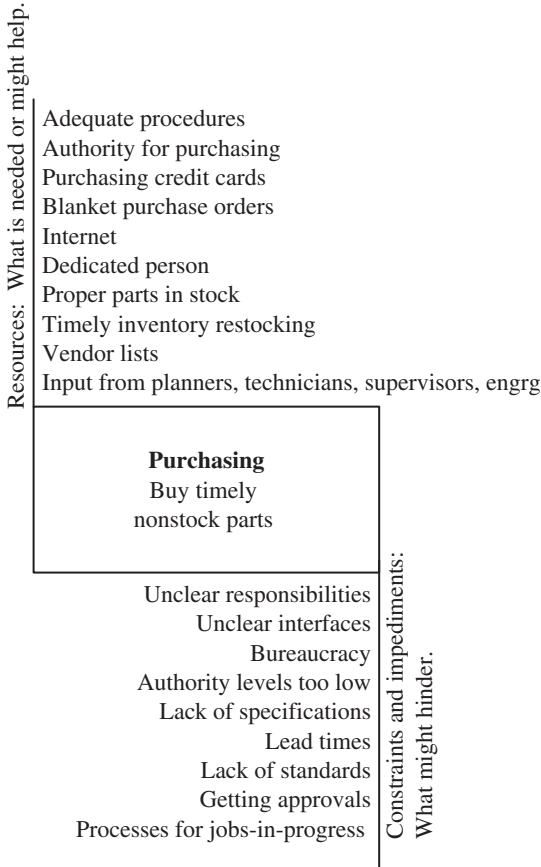 Resources: What is needed or might help.
Adequate procedures
Authority for purchasing
Purchasing credit cards
Blanket purchase orders
Internet
Dedicated person
Proper parts in stock
Timely inventory restocking
Vendor lists
Input from planners, technicians, supervisors, engrg
Purchasing
Buy timely
nonstock parts
Unclear responsibilities
Unclear interfaces
Bureaucracy
Authority levels too low
Lack of specifications
Lead times
Lack of standards
Getting approvals
Processes for jobs-in-progress
Constraints and impediments:
What might hinder.